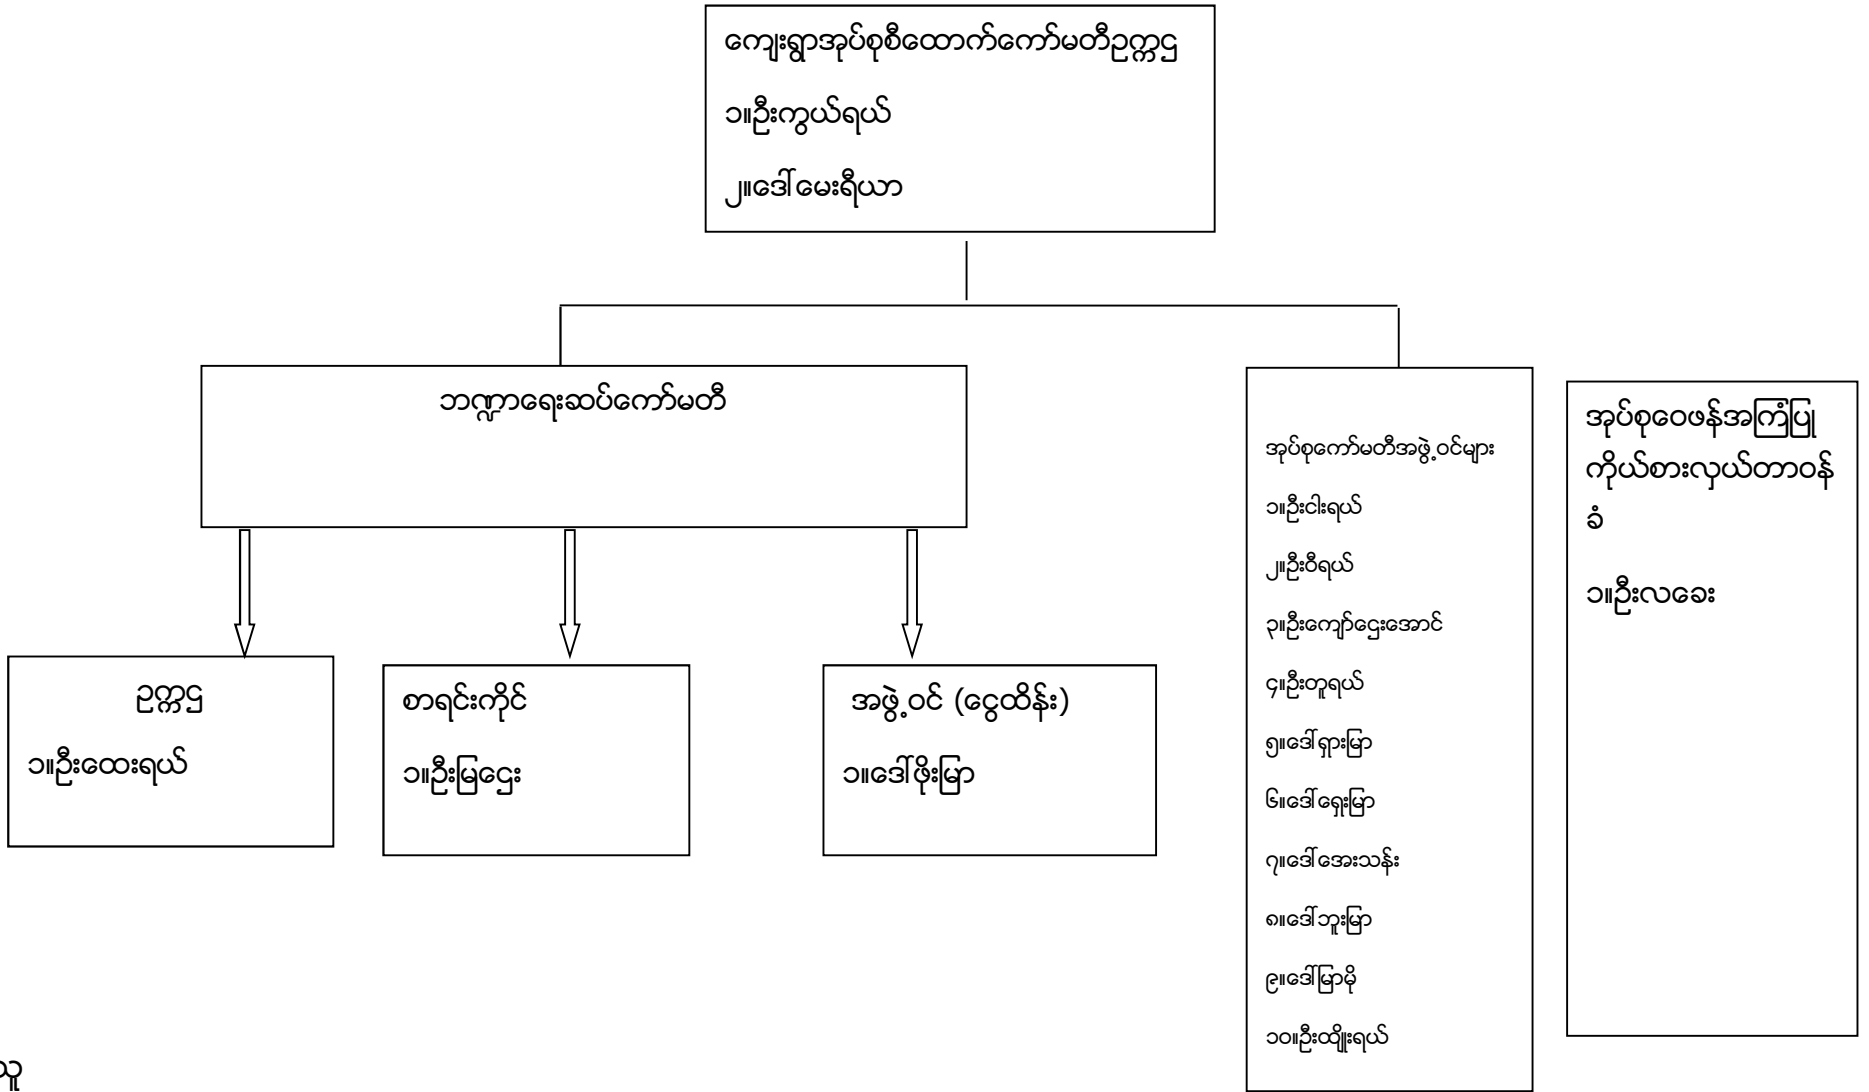 ကျေးရွာအုပ်စုစီထောက်ကော်မတီဥက္ကဌ
၁။ဦးကွယ်ရယ်
၂။ဒေါ်မေးရီယာ
ဘဏ္ဍာရေးဆပ်ကော်မတီ
ဥက္ကဌ
၁။ဦးထေးရယ်
စာရင်းကိုင်
၁။ဦးမြဌေး
အဖွဲ့ဝင် (ငွေထိန်း)
၁။ဒေါ်ဖိုးမြာ
အုပ်စုကော်မတီအဖွဲ့ဝင်များ
၁။ဦးငါးရယ်
၂။ဦးဝီရယ်
၃။ဦးကျော်ဌေးအောင်
၄။ဦးတူရယ်
၅။ဒေါ်ရှားမြာ
၆။ဒေါ်ရှေးမြာ
၇။ဒေါ်အေးသန်း
၈။ဒေါ်ဘူးမြာ
၉။ဒေါ်မြာမို
၁၀။ဦးထျိုးရယ်
အုပ်စုဝေဖန်အကြံပြု
ကိုယ်စားလှယ်တာဝန်
ခံ
၁။ဦးလခေး